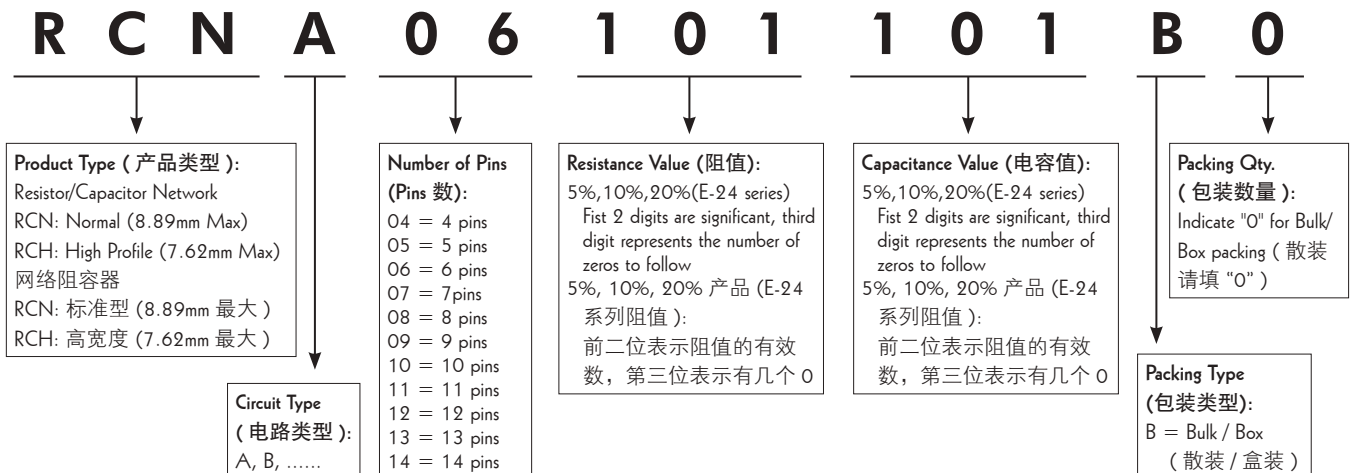 R C N A 0 6 1 0 1 1 0 1 B 0
Product Type ( 产品类型 ):
Resistor/Capacitor Network
RCN: Normal (8.89mm Max)
RCH: High Profile (7.62mm Max)
网络阻容器
RCN: 标准型 (8.89mm 最大 )
RCH: 高宽度 (7.62mm 最大 )
Circuit Type
( 电路类型 ):
A, B, ......
Number of Pins
(Pins 数):
04 = 4 pins
05 = 5 pins
06 = 6 pins
07 = 7pins
08 = 8 pins
09 = 9 pins
10 = 10 pins
11 = 11 pins
12 = 12 pins
13 = 13 pins
14 = 14 pins
Resistance Value (阻值):
5%,10%,20%(E-24 series)
Fist 2 digits are significant, third
digit represents the number of
zeros to follow
5%, 10%, 20% 产品 (E-24
系列阻值 ):
前二位表示阻值的有效
数，第三位表示有几个 0
Capacitance Value (电容值):
5%,10%,20%(E-24 series)
Fist 2 digits are significant, third
digit represents the number of
zeros to follow
5%, 10%, 20% 产品 (E-24
系列阻值 ):
前二位表示阻值的有效
数，第三位表示有几个 0
Packing Qty.
( 包装数量 ):
Indicate "0" for Bulk/
Box packing ( 散装
请填 “0” )
Packing Type
(包装类型):
B = Bulk / Box
( 散装 / 盒装 )